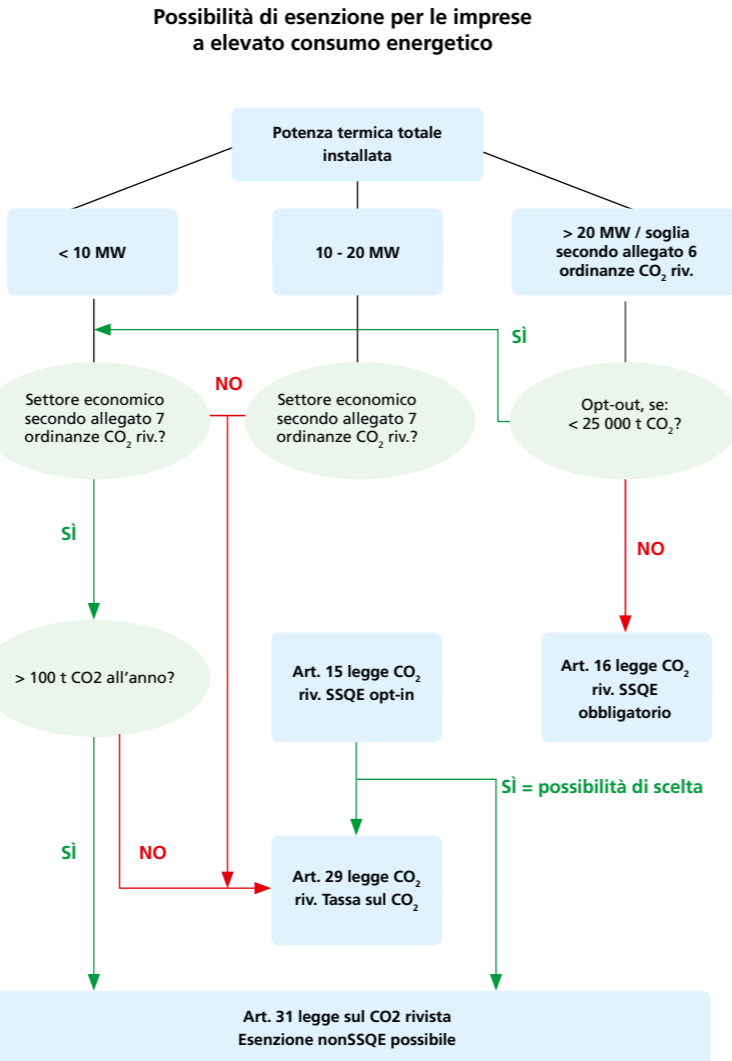 Possibilità di esenzione per le imprese
a elevato consumo energetico
Potenza termica totale
installata
< 10 MW
10 - 20 MW
> 20 MW / soglia
secondo allegato 6
ordinanze CO₂ riv.
SÌ
Settore economico
secondo allegato 7
ordinanze CO₂ riv.?
NO
Settore economico
secondo allegato 7
ordinanze CO₂ riv.?
Opt-out, se:
< 25 000 t CO₂?
SÌ
NO
> 100 t CO2 all'anno?
Art. 15 legge CO₂
riv. SSQE opt-in
Art. 16 legge CO₂
riv. SSQE
obbligatorio
SÌ = possibilità di scelta
SÌ
NO
Art. 29 legge CO₂
riv. Tassa sul CO₂
Art. 31 legge sul CO2 rivista
Esenzione nonSSQE possibile